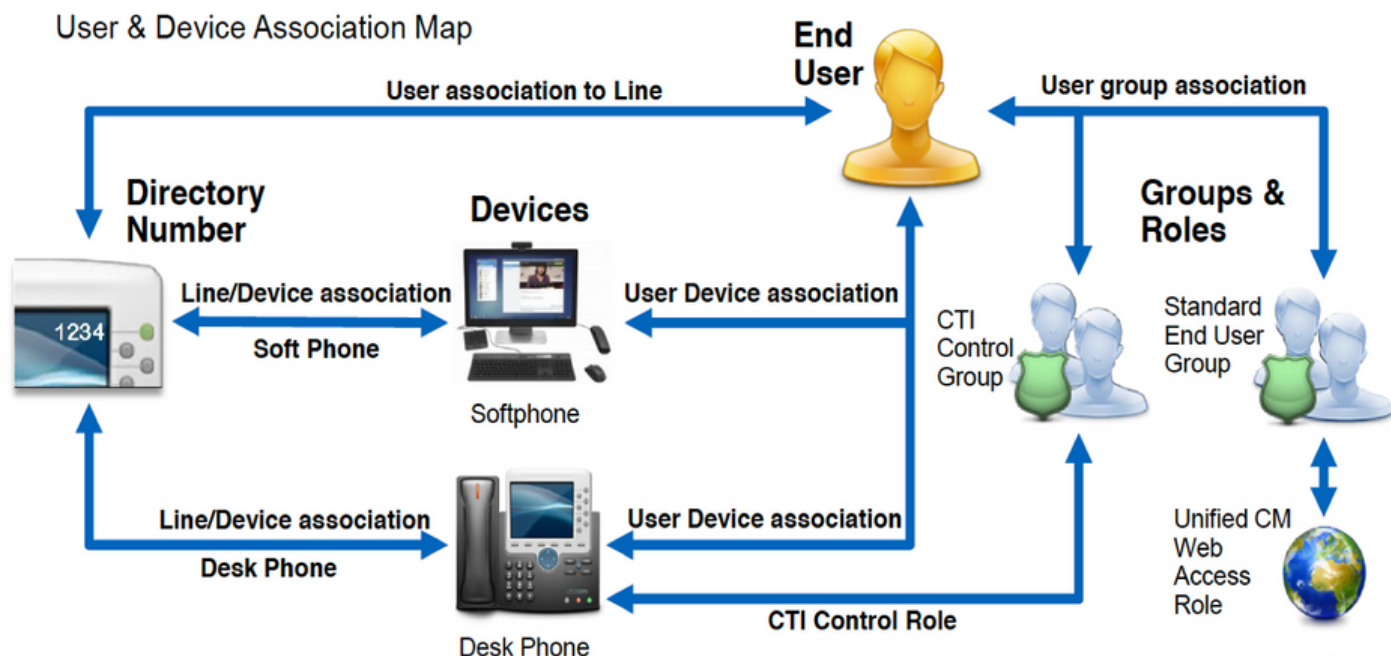 User & Device Association Map
End
User
User association to Line
User group association
Directory
Number
Devices
Groups &
Roles
Line/Device association
User Device association
1234
Soft Phone
CTI
Control
Group
Standard
End User
Group
Softphone
Line/Device association
User Device association
Unified CM
Web
Access
Role
Desk Phone
CTI Control Role
Desk Phone